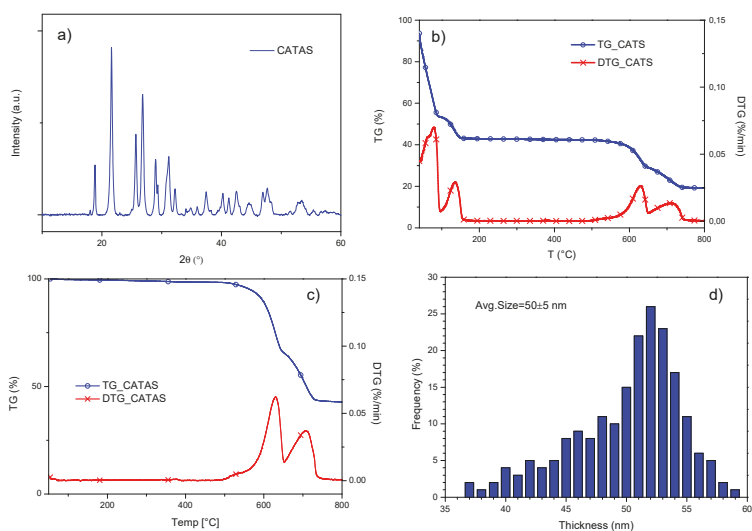 a)
CATAS
Intensity (a.u.)
20 40 60
2θ (°)
b)
TG_CATS
DTG_CATS
TG (%)
100
80
60
40
20
0
DTG (%/min)
0,15
0,10
0,05
0,00
200 400 600 800
T (°C)
c)
TG_CATAS
DTG_CATAS
TG (%)
100
50
0
DTG (%/min)
0.15
0.10
0.05
0.00
200 400 600 800
Temp [°C]
d)
Avg.Size=50±5 nm
Frequency (%)
30
25
20
15
10
5
0
35 40 45 50 55 60
Thickness (nm)